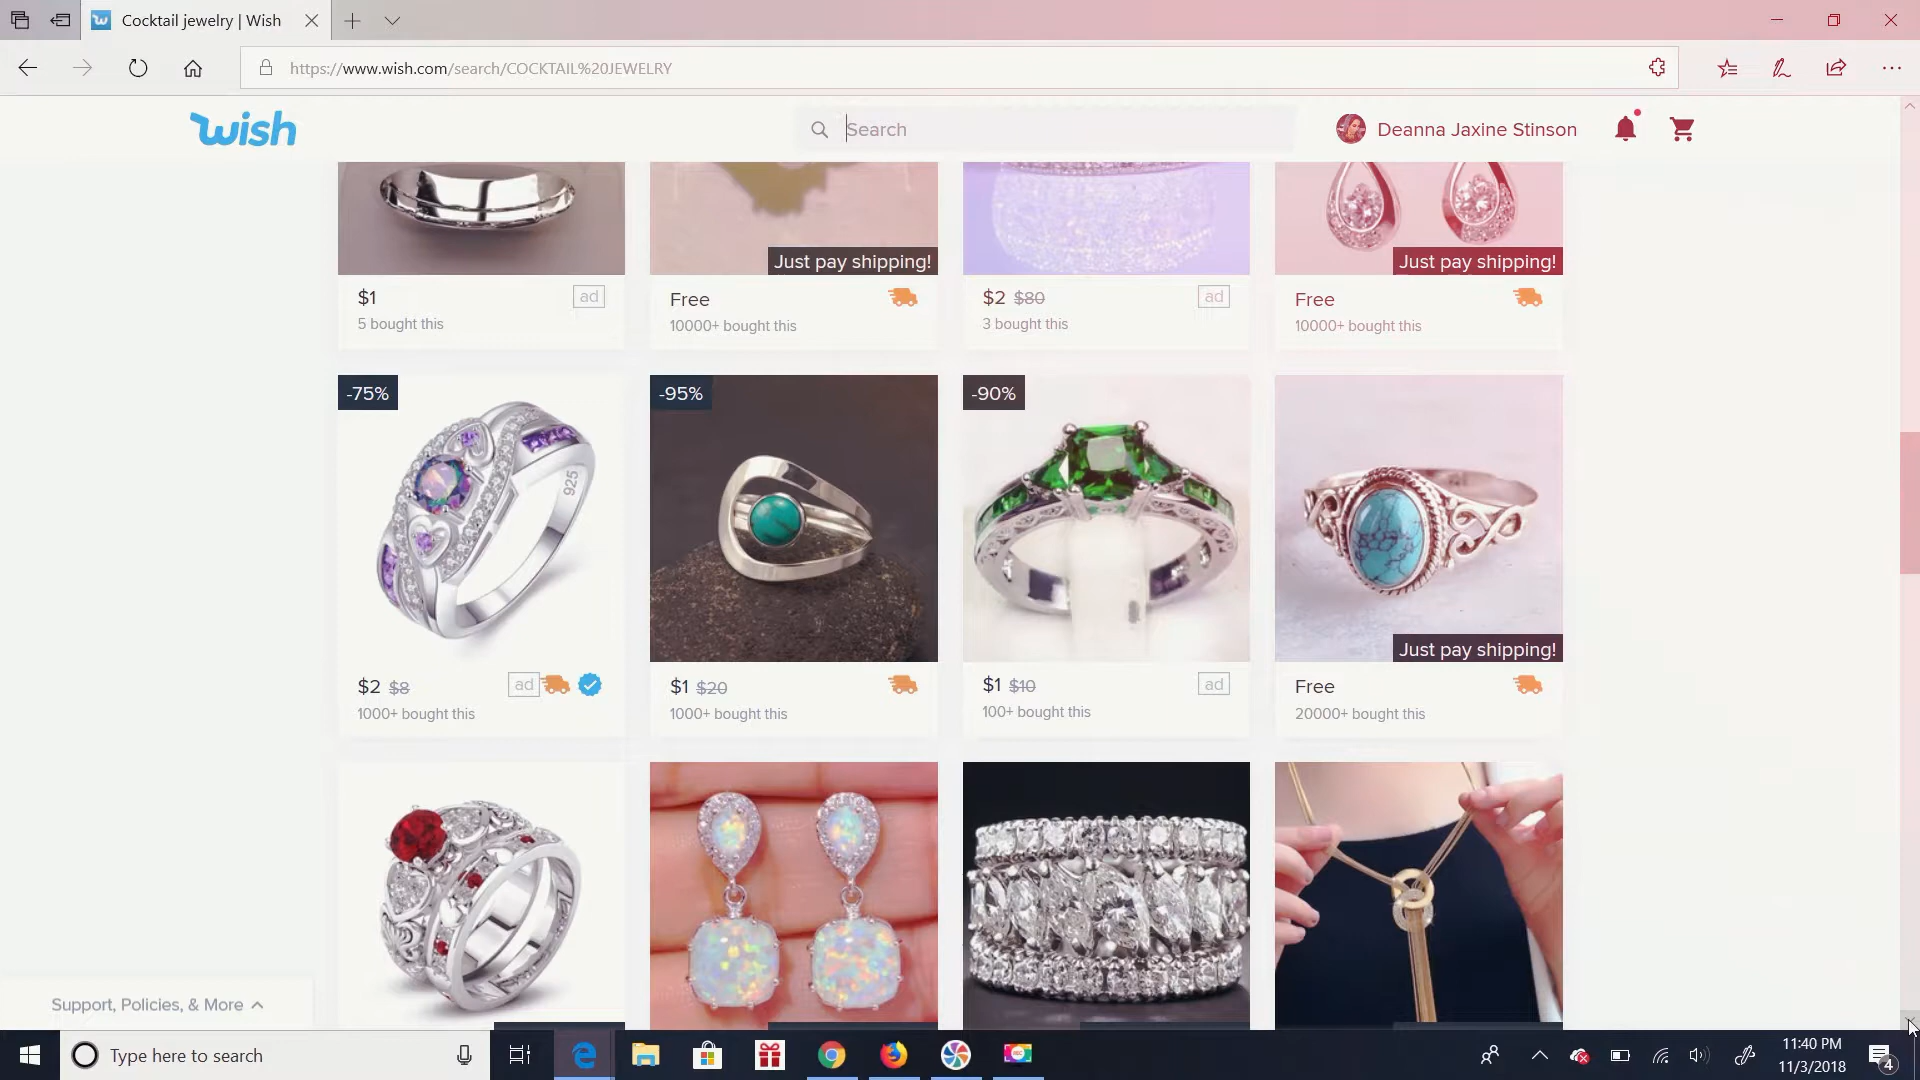 Cocktail jewelry | Wish
https://www.wish.com/search/COCKTAIL%20JEWELRY
wish
Search
Deanna Jaxine Stinson
Just pay shipping!
Just pay shipping!
$1
ad
5 bought this
Free
10000+ bought this
$2 $80
ad
3 bought this
Free
10000+ bought this
-75%
-95%
-90%
925
Just pay shipping!
$2 $8
ad
1000+ bought this
$1 $20
1000+ bought this
$1 $10
ad
100+ bought this
Free
20000+ bought this
Support, Policies, & More
Type here to search
11:40 PM
11/3/2018
4